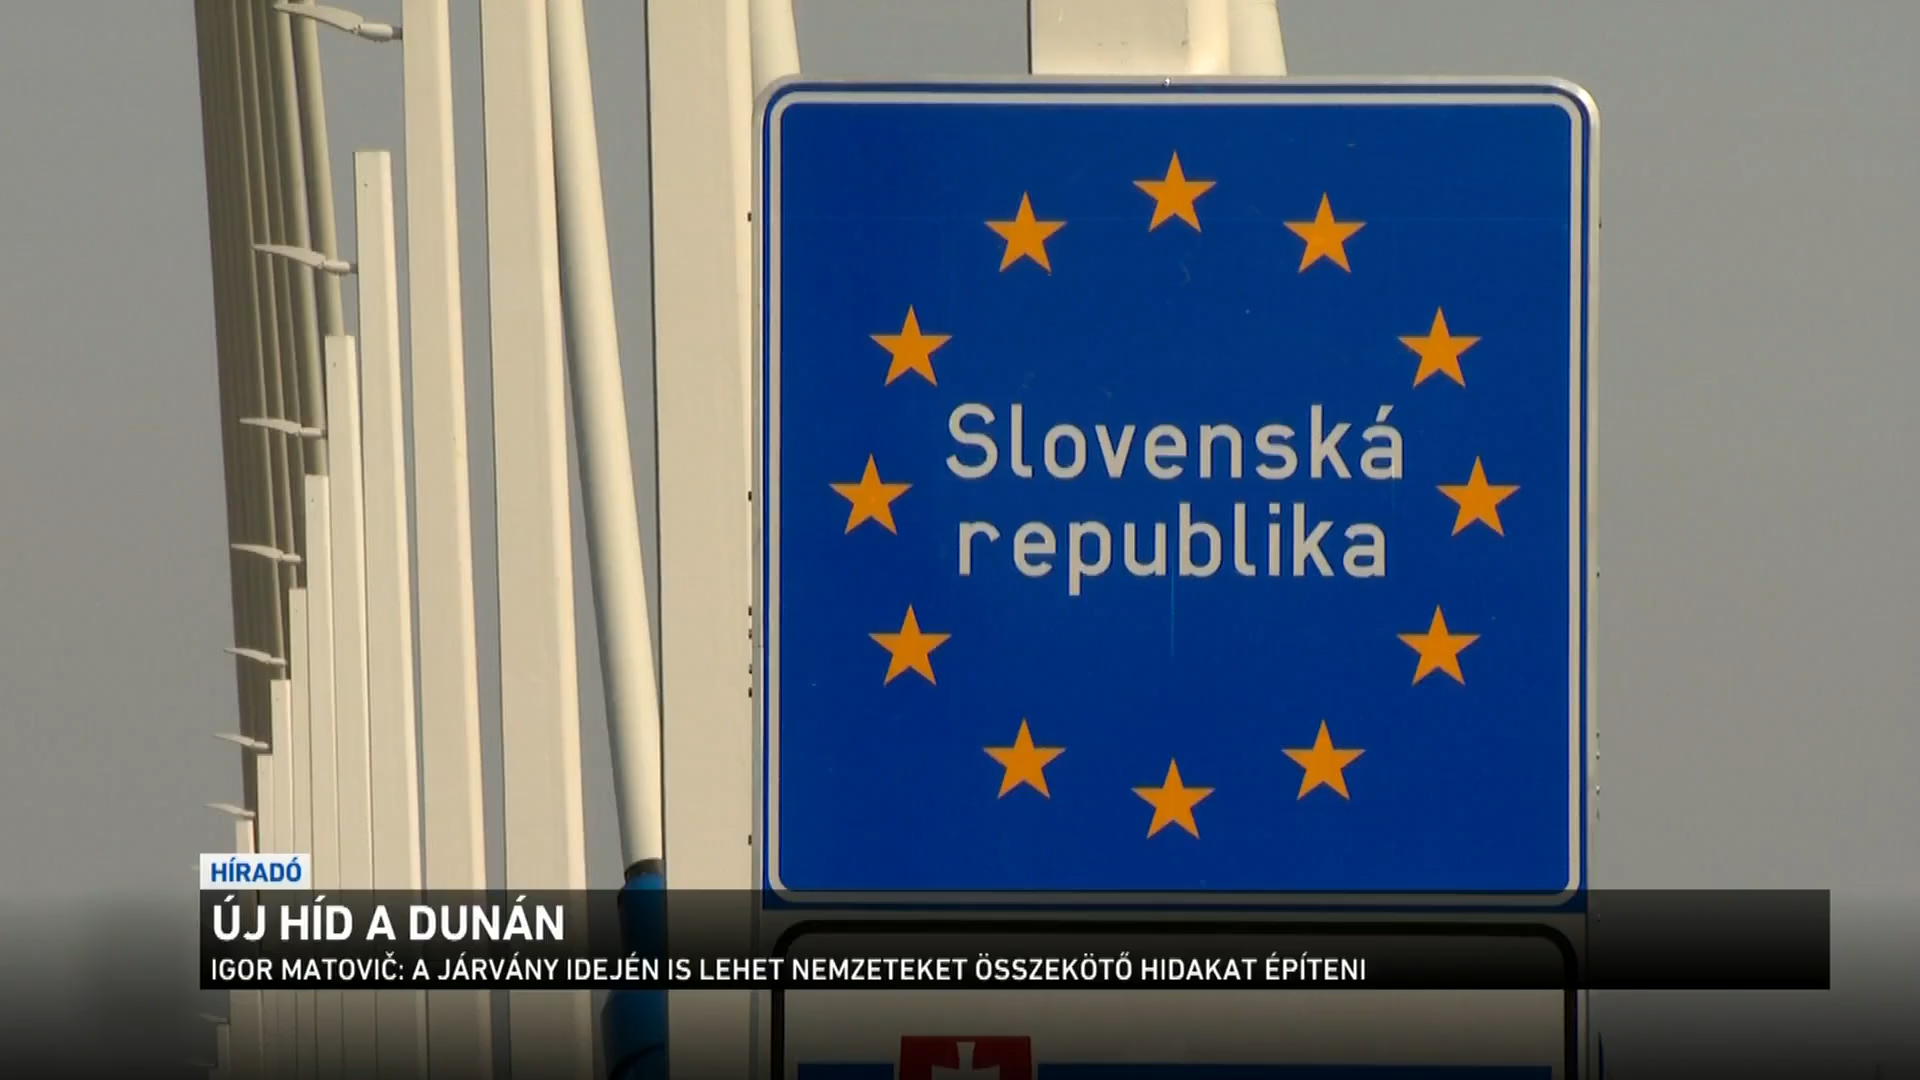 Slovenská
republika
HÍRADÓ
ÚJ HÍD A DUNÁN
IGOR MATOVIČ: A JÁRVÁNY IDEJÉN IS LEHET NEMZETEKET ÖSSZEKÖTŐ HIDAKAT ÉPÍTENI